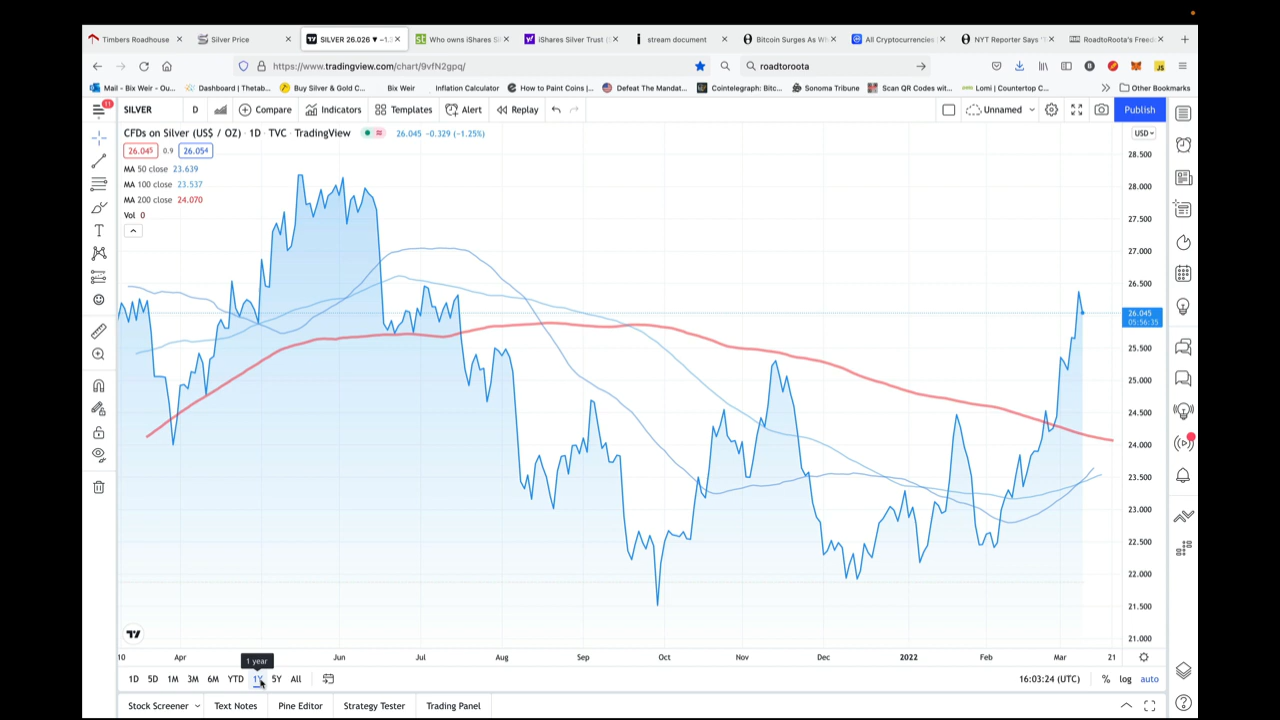 Timbers Roadhouse
Silver Price
SILVER 26.026 ▼ −1.3
Who owns iShares Si
iShares Silver Trust (S
stream document
Bitcoin Surges As Wh
All Cryptocurrencies
NYT Reporter Says "T
RoadtoRoota's Freed
https://www.tradingview.com/chart/9vfN2gpq/
roadtoroota
Mail - Bix Weir - Ou...
Dashboard | Thetab...
Buy Silver & Gold C...
Bix Weir
Inflation Calculator
How to Paint Coins |...
Defeat The Mandat...
Cointelegraph: Bitc...
Sonoma Tribune
Scan QR Codes wit...
Lomi | Countertop C...
Other Bookmarks
11
SILVER
D
Compare
Indicators
Templates
Alert
Replay
Unnamed
Publish
CFDs on Silver (US$ / OZ) · 1D · TVC · TradingView
26.045 −0.329 (−1.25%)
USD
26.045
0.9
26.054
MA 50 close 23.639
MA 100 close 23.537
MA 200 close 24.070
Vol 0
28.500
28.000
27.500
27.000
26.500
26.045
05:56:35
25.500
25.000
24.500
24.000
23.500
23.000
22.500
22.000
21.500
21.000
10
Apr
Jun
Jul
Aug
Sep
Oct
Nov
Dec
2022
Feb
Mar
21
1 year
1D
5D
1M
3M
6M
YTD
1Y
5Y
All
16:03:24 (UTC)
%
log
auto
Stock Screener
Text Notes
Pine Editor
Strategy Tester
Trading Panel